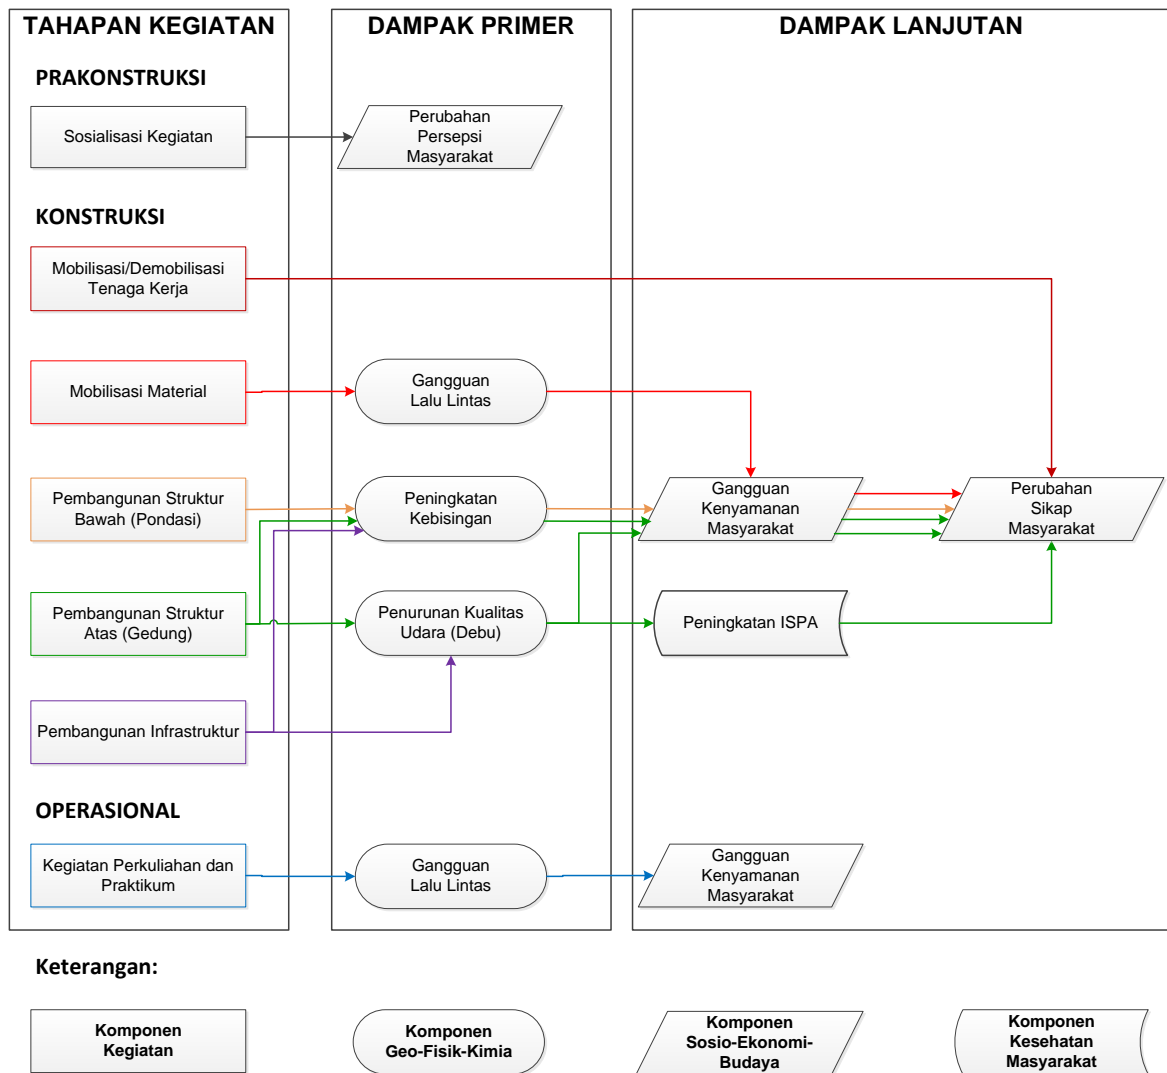 TAHAPAN KEGIATAN
DAMPAK PRIMER
DAMPAK LANJUTAN
PRAKONSTRUKSI
Sosialisasi Kegiatan
Perubahan
Persepsi
Masyarakat
KONSTRUKSI
Mobilisasi/Demobilisasi
Tenaga Kerja
Mobilisasi Material
Gangguan
Lalu Lintas
Pembangunan Struktur
Bawah (Pondasi)
Peningkatan
Kebisingan
Gangguan
Kenyamanan
Masyarakat
Perubahan
Sikap
Masyarakat
Pembangunan Struktur
Atas (Gedung)
Penurunan Kualitas
Udara (Debu)
Peningkatan ISPA
Pembangunan Infrastruktur
OPERASIONAL
Kegiatan Perkuliahan dan
Praktikum
Gangguan
Lalu Lintas
Gangguan
Kenyamanan
Masyarakat
Keterangan:
Komponen
Kegiatan
Komponen
Geo-Fisik-Kimia
Komponen
Sosio-Ekonomi-
Budaya
Komponen
Kesehatan
Masyarakat